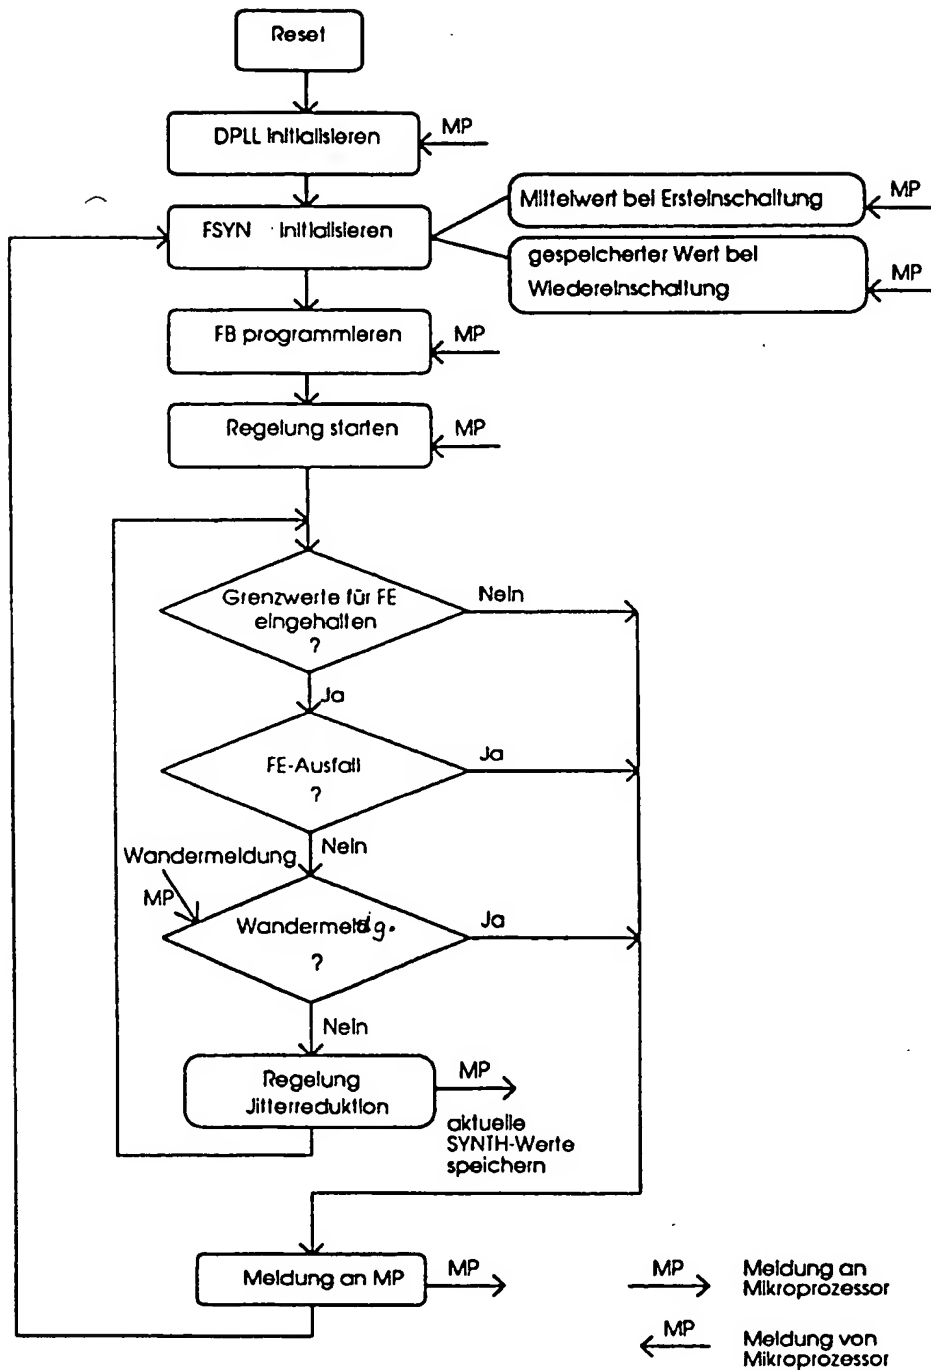 Reset
DPLL initialisieren
MP
FSYN initialisieren
Mittelwert bei Ersteinschaltung
MP
gespeicherter Wert bei
Wiedereinschaltung
MP
FB programmieren
MP
Regelung starten
MP
Grenzwerte für FE
eingehalten
?
Nein
Ja
FE-Ausfall
?
Ja
Nein
Wandermeldung
MP
Wandermeldg.
?
Ja
Nein
Regelung
Jitterreduktion
MP
aktuelle
SYNTH-Werte
speichern
Meldung an MP
MP
MP
Meldung an
Mikroprozessor
MP
Meldung von
Mikroprozessor